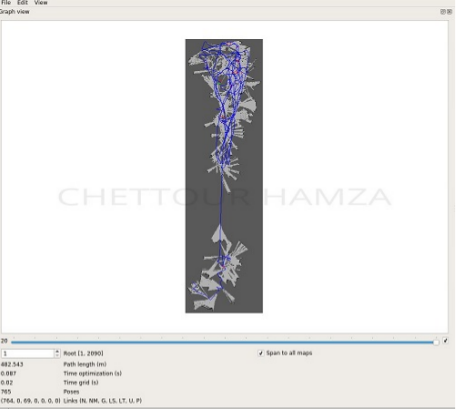 File Edit View
Graph view
CHETTOUR HAMZA
20
1 Root [1, 2090] Span to all maps
482.543 Path length (m)
0.087 Time optimization (s)
0.02 Time grid (s)
765 Poses
(764, 0, 69, 0, 0, 0, 0) Links (N, NM, G, LS, LT, U, P)